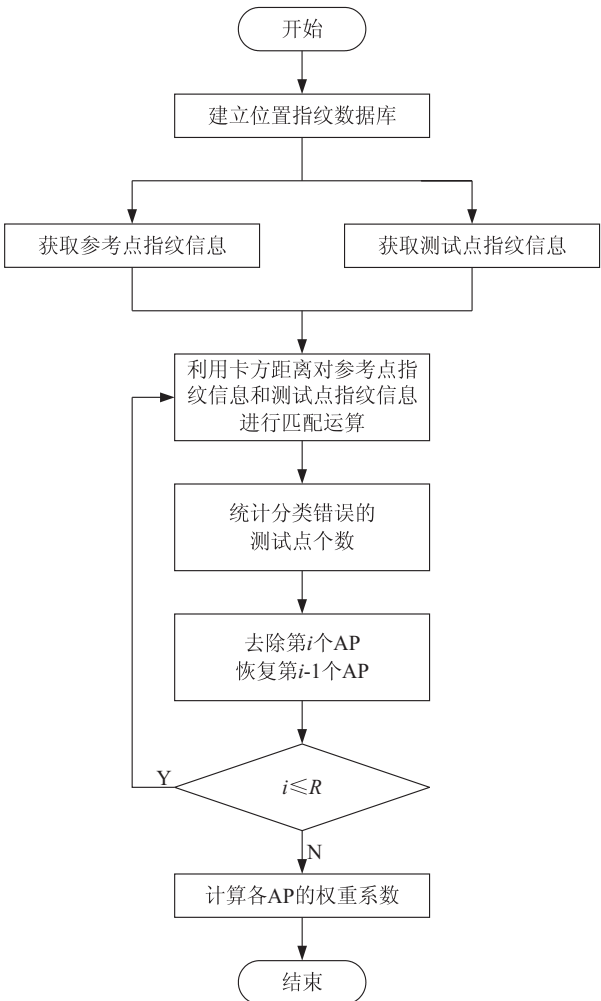 开始
建立位置指纹数据库
获取参考点指纹信息
获取测试点指纹信息
利用卡方距离对参考点指
纹信息和测试点指纹信息
进行匹配运算
统计分类错误的
测试点个数
去除第i个AP
恢复第i-1个AP
Y
i≤R
N
计算各AP的权重系数
结束